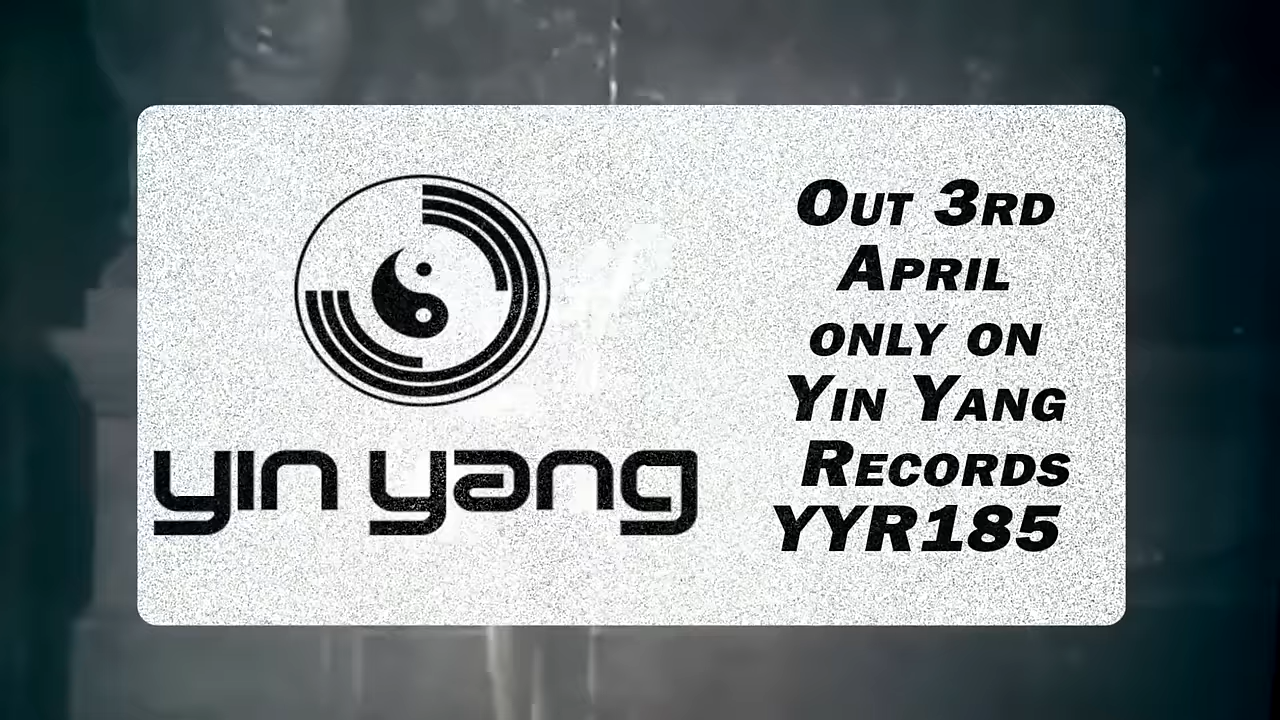 yin yang
Out 3rd
April
only on
Yin Yang
Records
YYR185